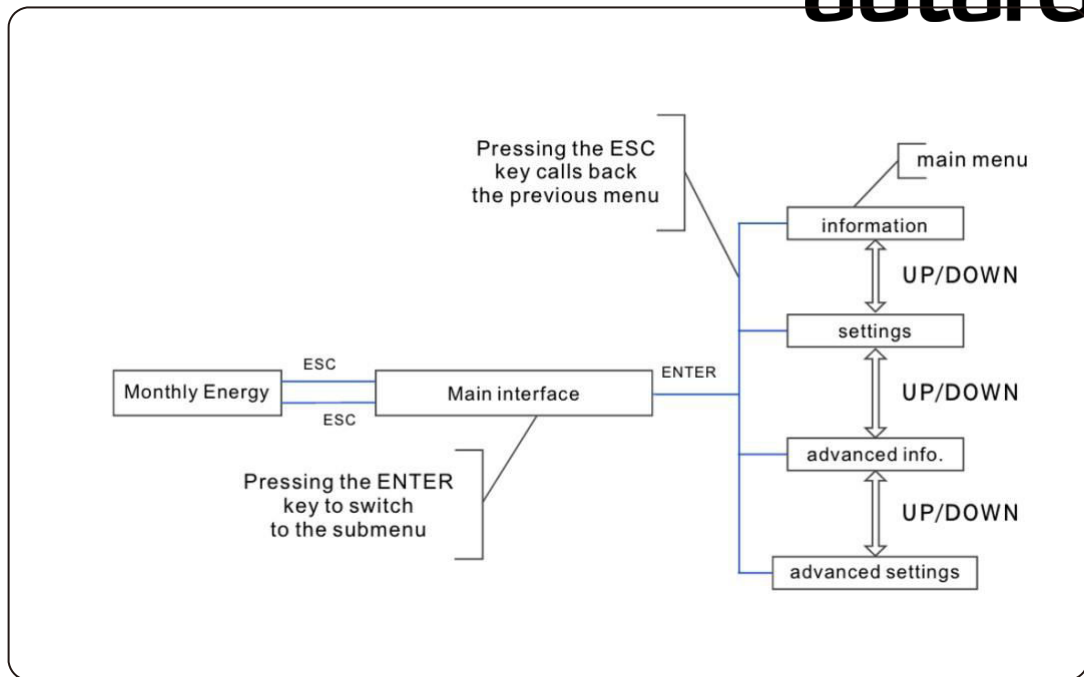 Pressing the ESC
key calls back
the previous menu
main menu
information
UP/DOWN
settings
ESC
ENTER
Monthly Energy
Main interface
UP/DOWN
ESC
advanced info.
Pressing the ENTER
key to switch
to the submenu
UP/DOWN
advanced settings